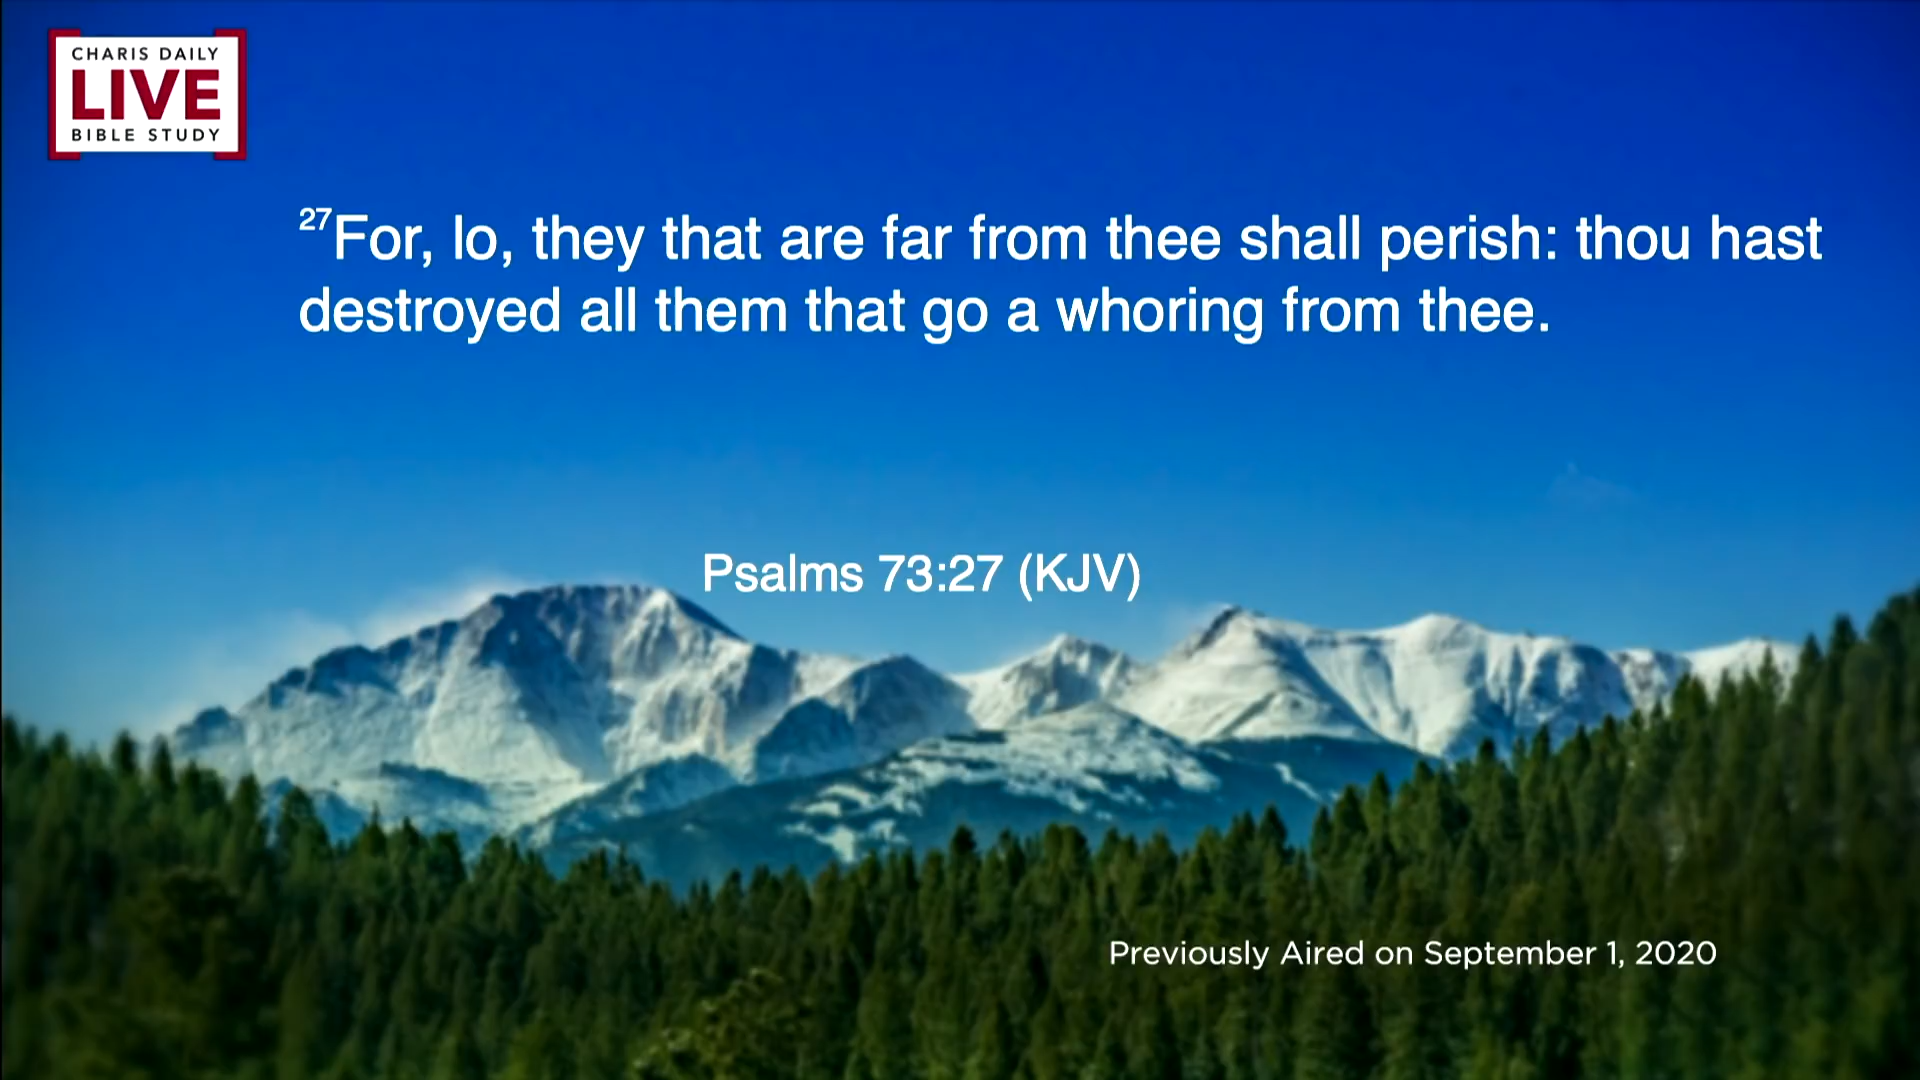 CHARIS DAILY
LIVE
BIBLE STUDY
27For, lo, they that are far from thee shall perish: thou hast
destroyed all them that go a whoring from thee.
Psalms 73:27 (KJV)
Previously Aired on September 1, 2020